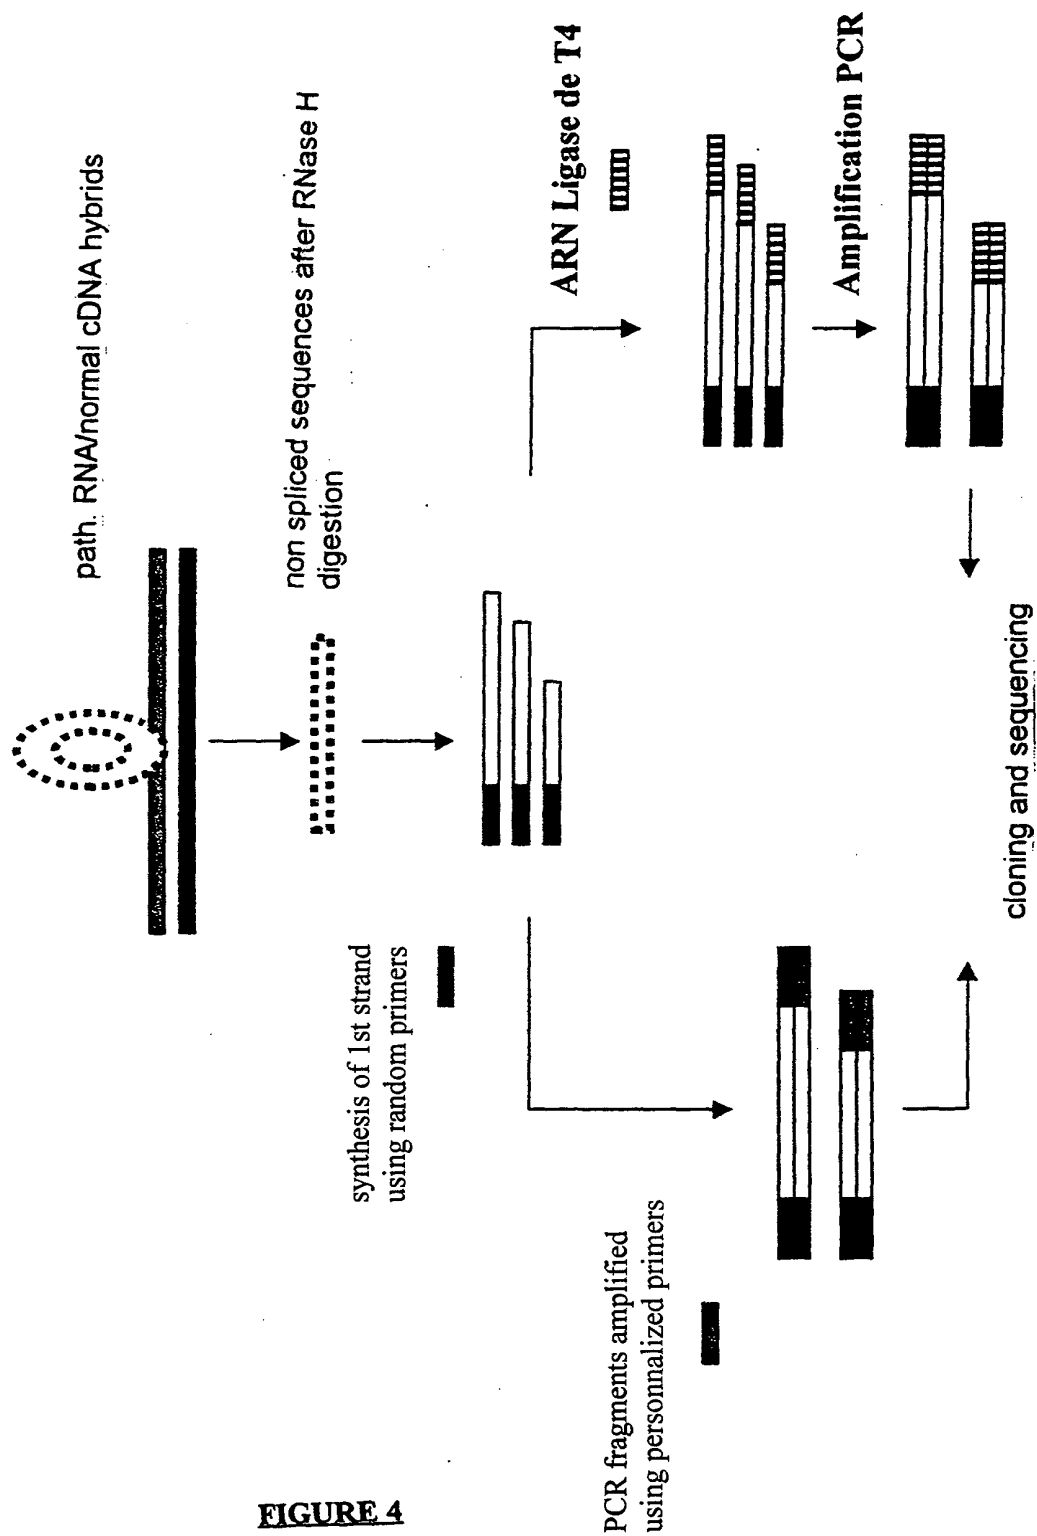 path. RNA/normal cDNA hybrids
non spliced sequences after RNase H
digestion
synthesis of 1st strand
using random primers
ARN Ligase de T4
PCR fragments amplified
using personnalized primers
Amplification PCR
cloning and sequencing
FIGURE 4